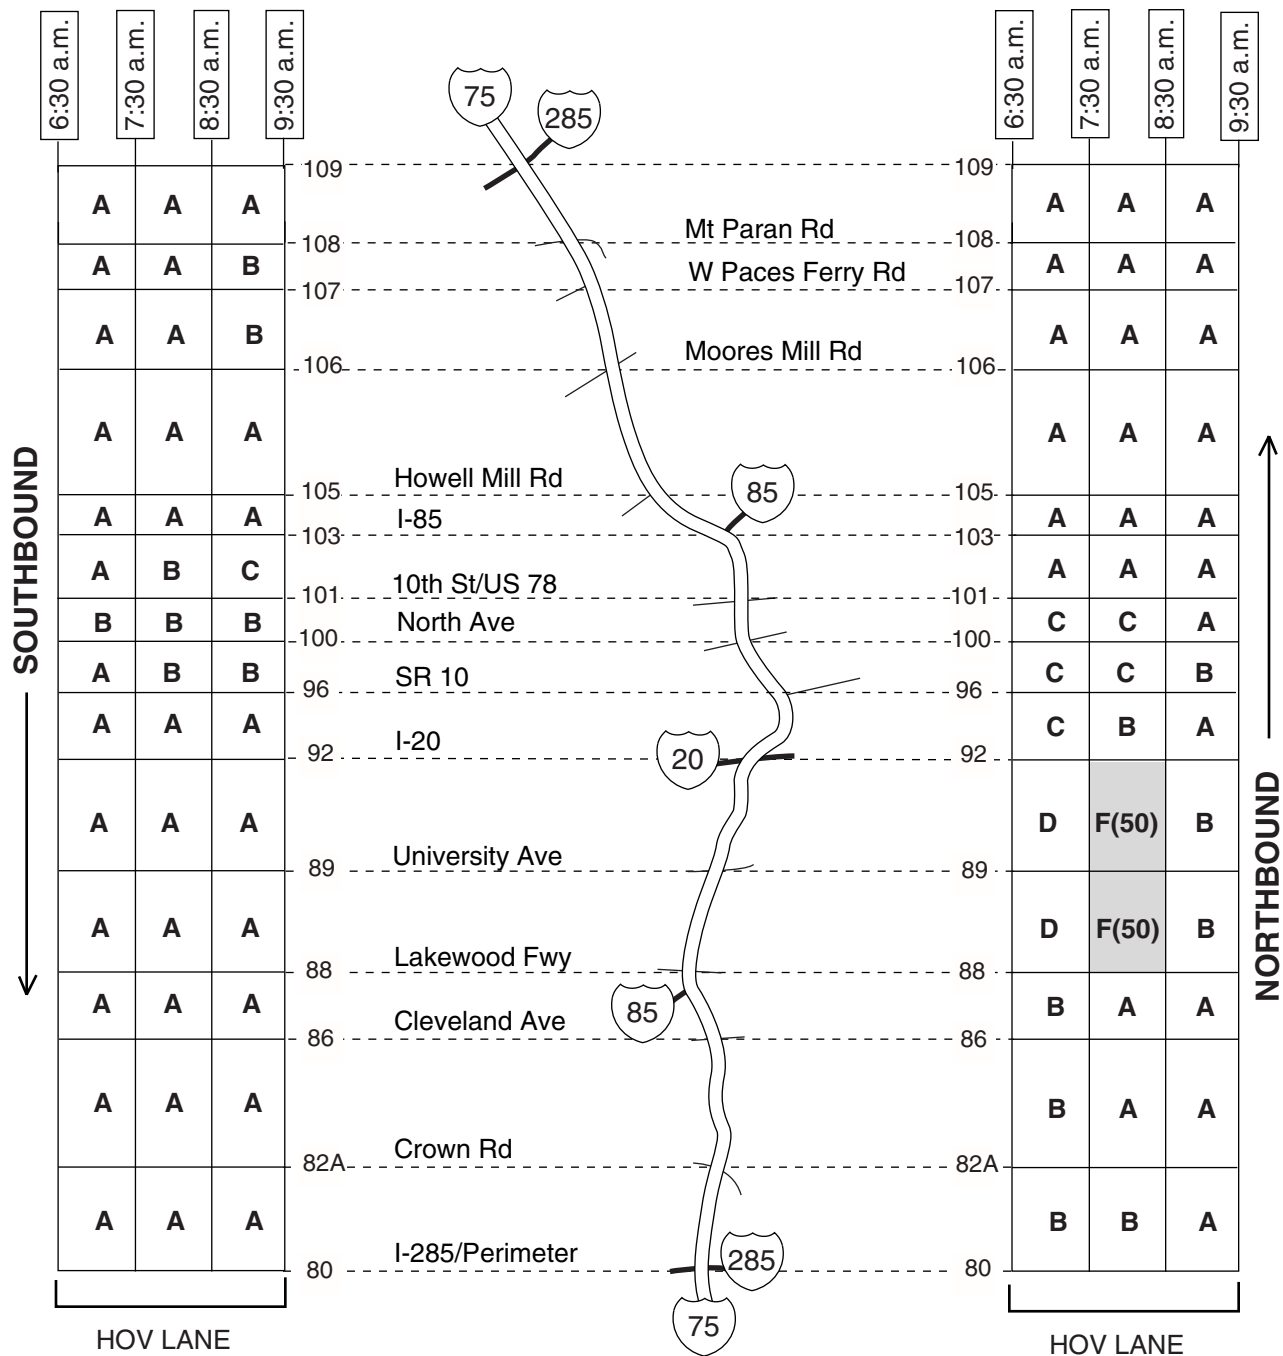 6:30 a.m. 7:30 a.m. 8:30 a.m. 9:30 a.m. 6:30 a.m. 7:30 a.m. 8:30 a.m. 9:30 a.m.
75
285
109 109
A A A A A A
Mt Paran Rd
108 108
A A B W Paces Ferry Rd A A A
107 107
A A B A A A
Moores Mill Rd
106 106
A A A A A A
Howell Mill Rd 85
105 105
A A A I-85 A A A
103 103
A B C A A A
10th St/US 78
101 101
B B B North Ave C C A
100 100
A B B SR 10 C C B
96 96
A A A C B A
I-20
92 20 92
A A A D F(50) B
University Ave
89 89
A A A D F(50) B
Lakewood Fwy
88 88
A A A 85 B A A
Cleveland Ave
86 86
A A A B A A
Crown Rd
82A 82A
A A A B B A
I-285/Perimeter 285
80 80
75
HOV LANE HOV LANE
SOUTHBOUND
NORTHBOUND